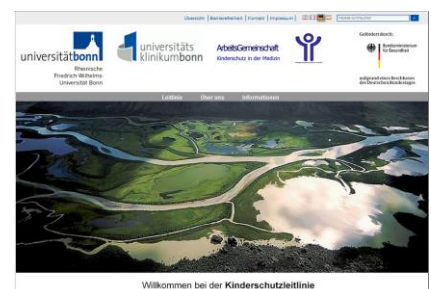 Übersicht | Barrierefreiheit | Kontakt | Impressum |
universitätbonn
Rheinische
Friedrich-Wilhelms-
Universität Bonn
universitäts
klinikumbonn
ArbeitsGemeinschaft
Kinderschutz in der Medizin
Gefördert durch:
Bundesministerium
für Gesundheit
aufgrund eines Beschlusses
des Deutschen Bundestages
Leitlinie Über uns Informationen
Willkommen bei der Kinderschutzleitlinie